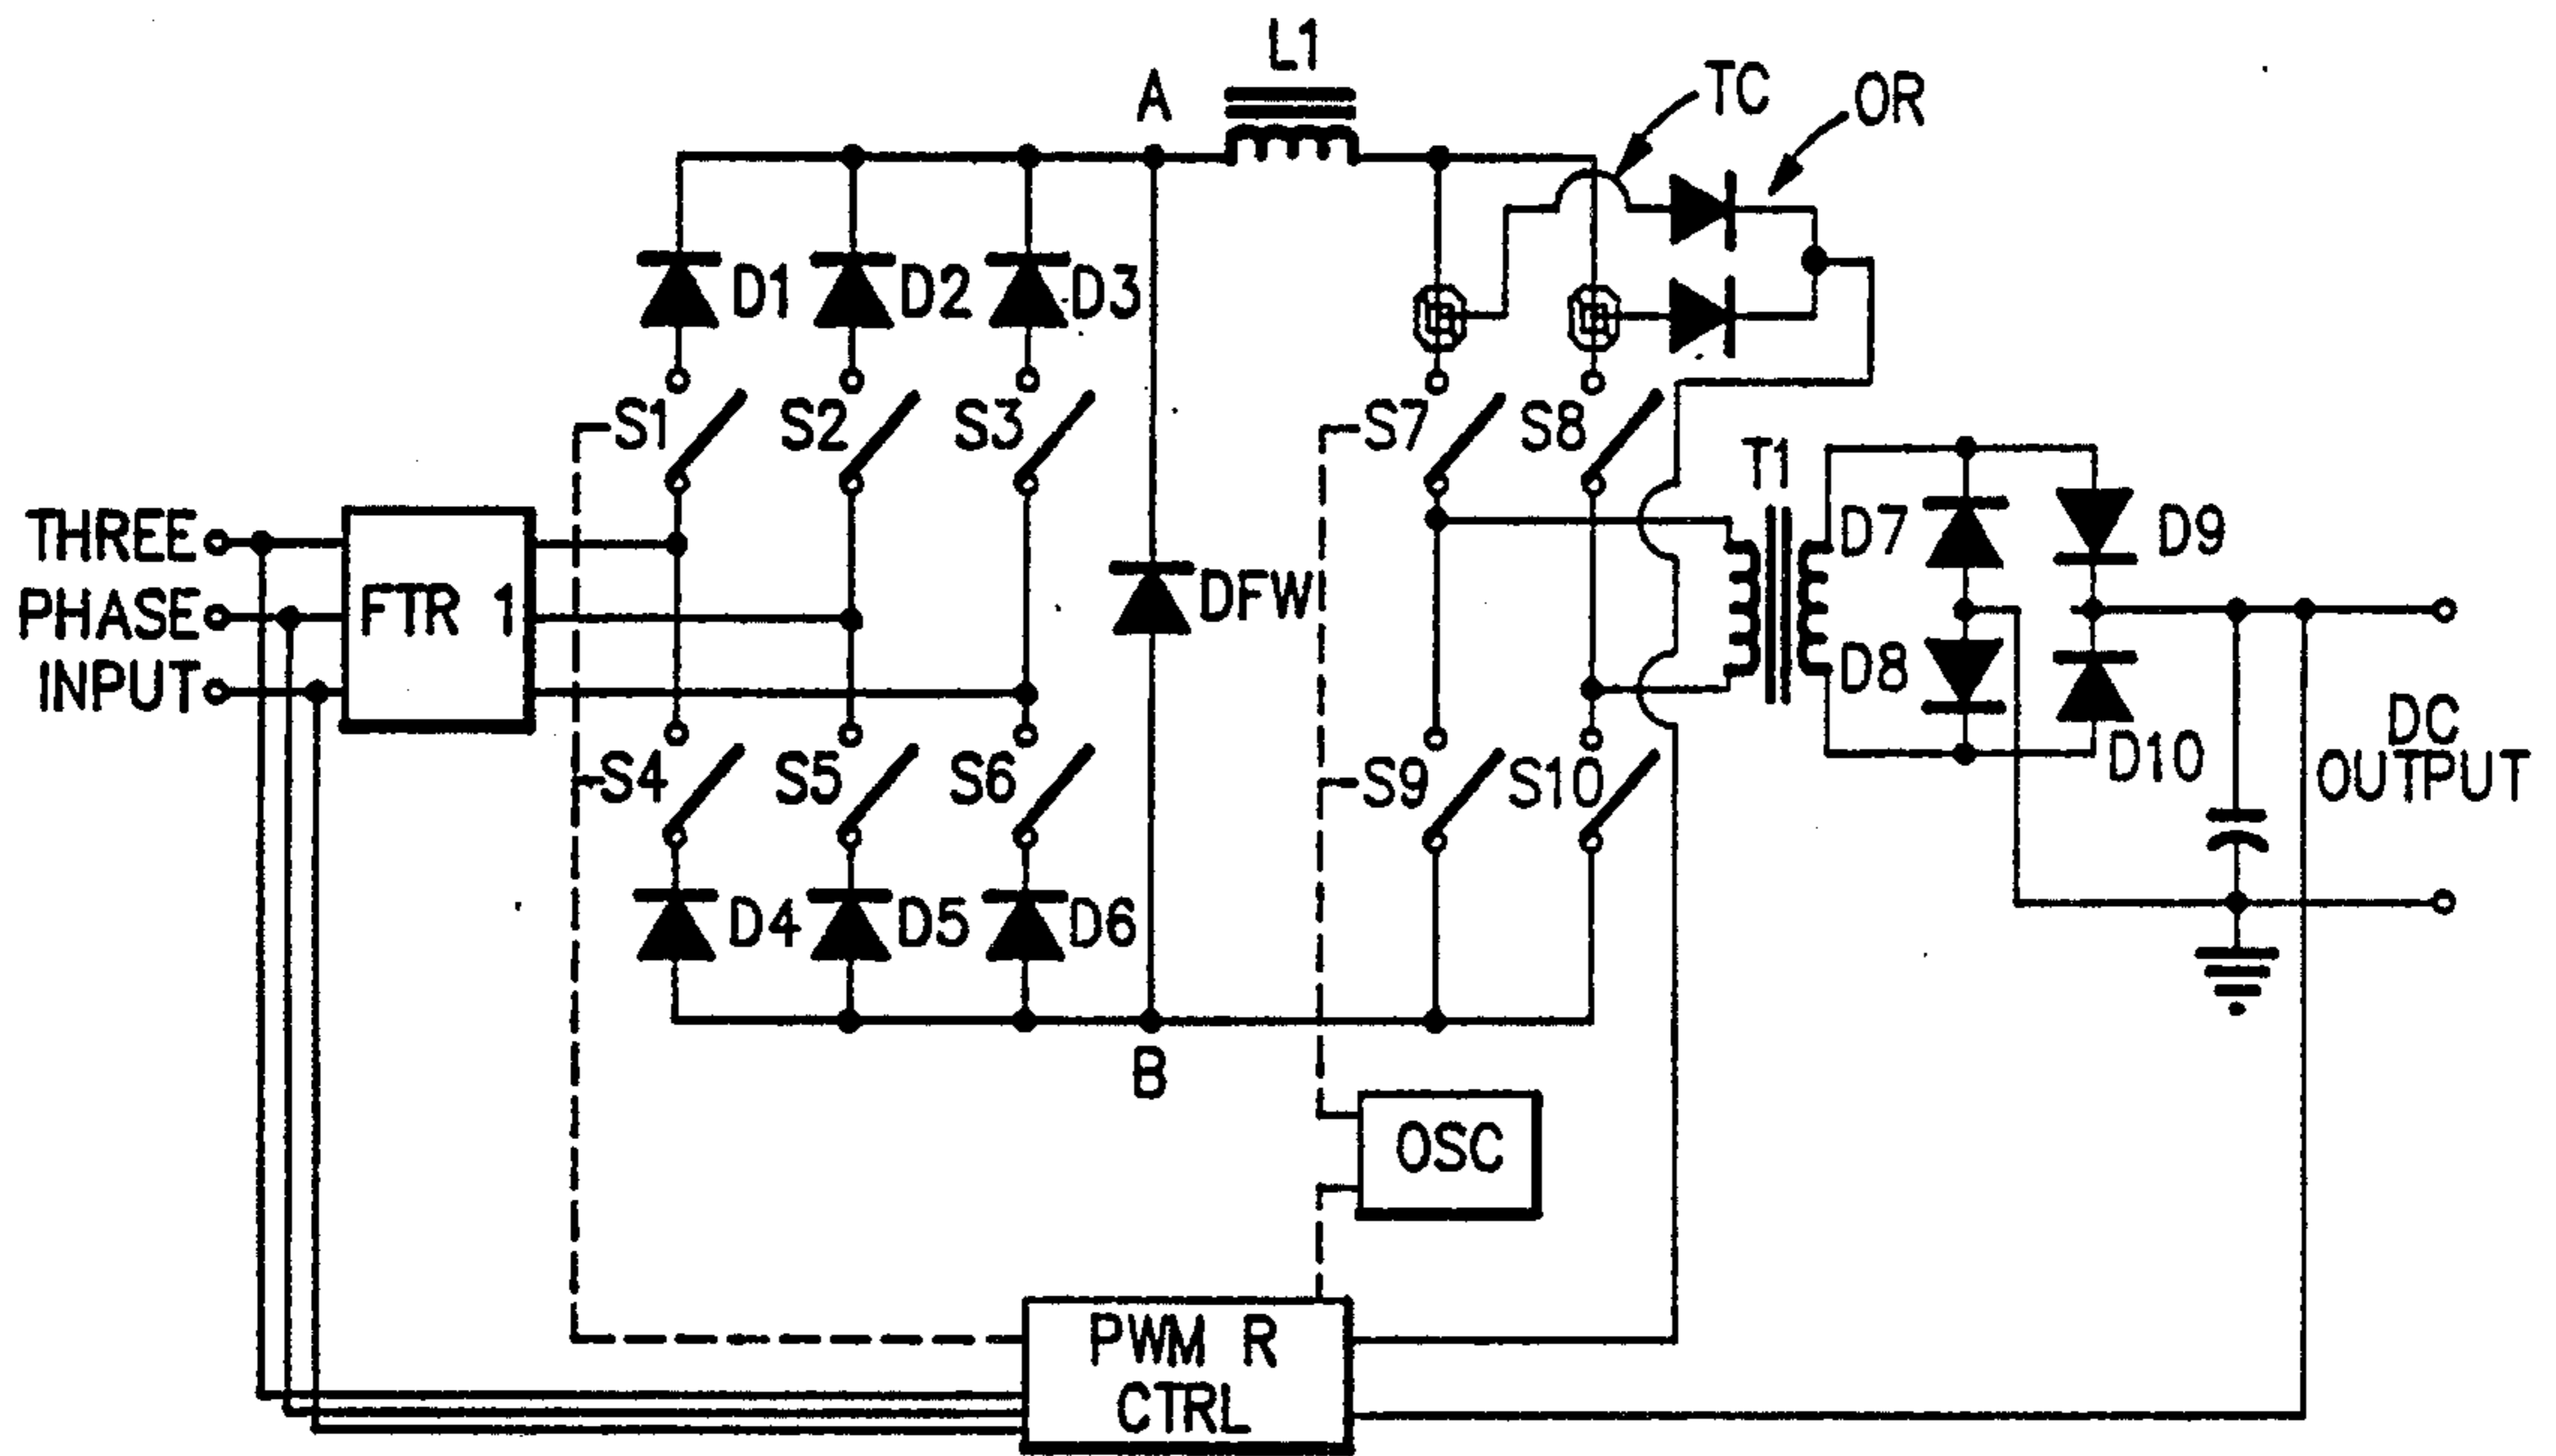 L1
A
TC
OR
D1
D2
D3
S1
S2
S3
S7
S8
T1
THREE
PHASE
INPUT
FTR 1
DFW
D7
D9
D8
D10
S4
S5
S6
S9
S10
DC
OUTPUT
D4
D5
D6
B
OSC
PWM R
CTRL